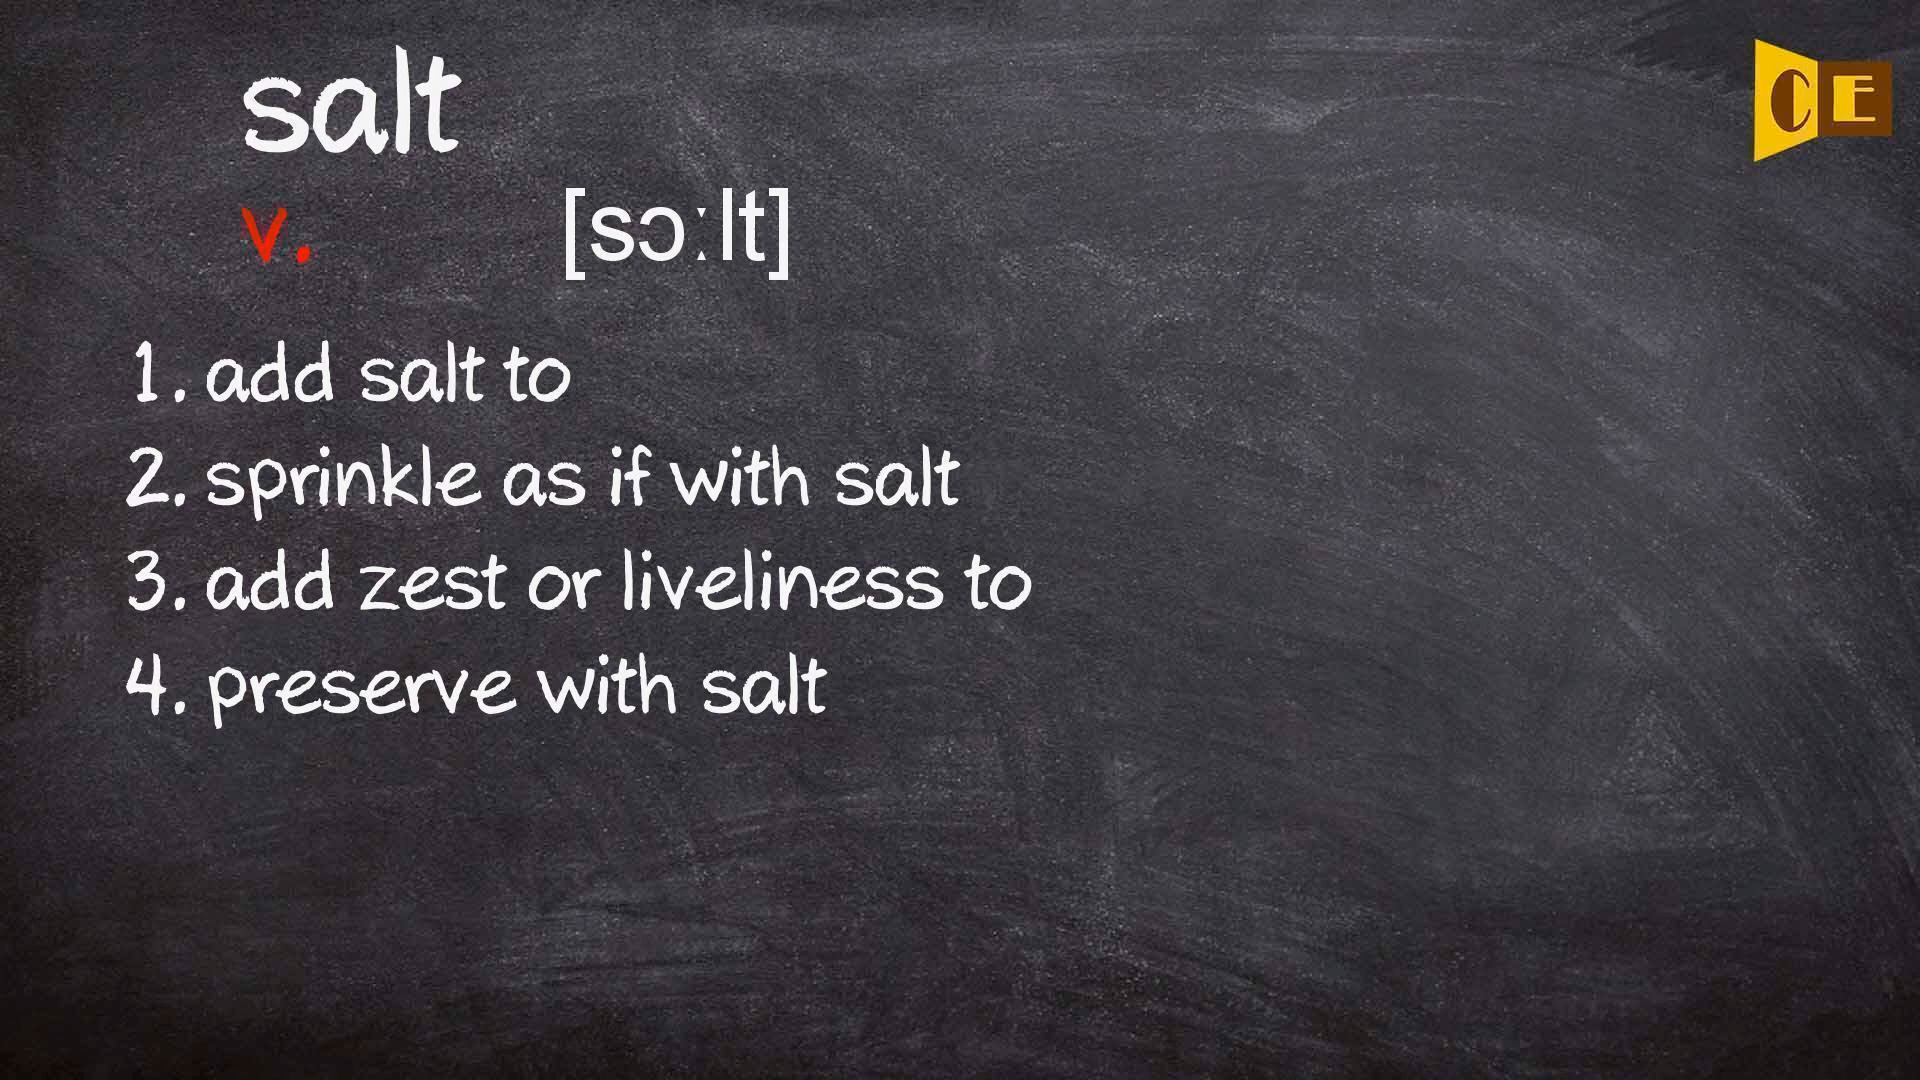 salt
CE
v. [sɔːlt]
1. add salt to
2. sprinkle as if with salt
3. add zest or liveliness to
4. preserve with salt